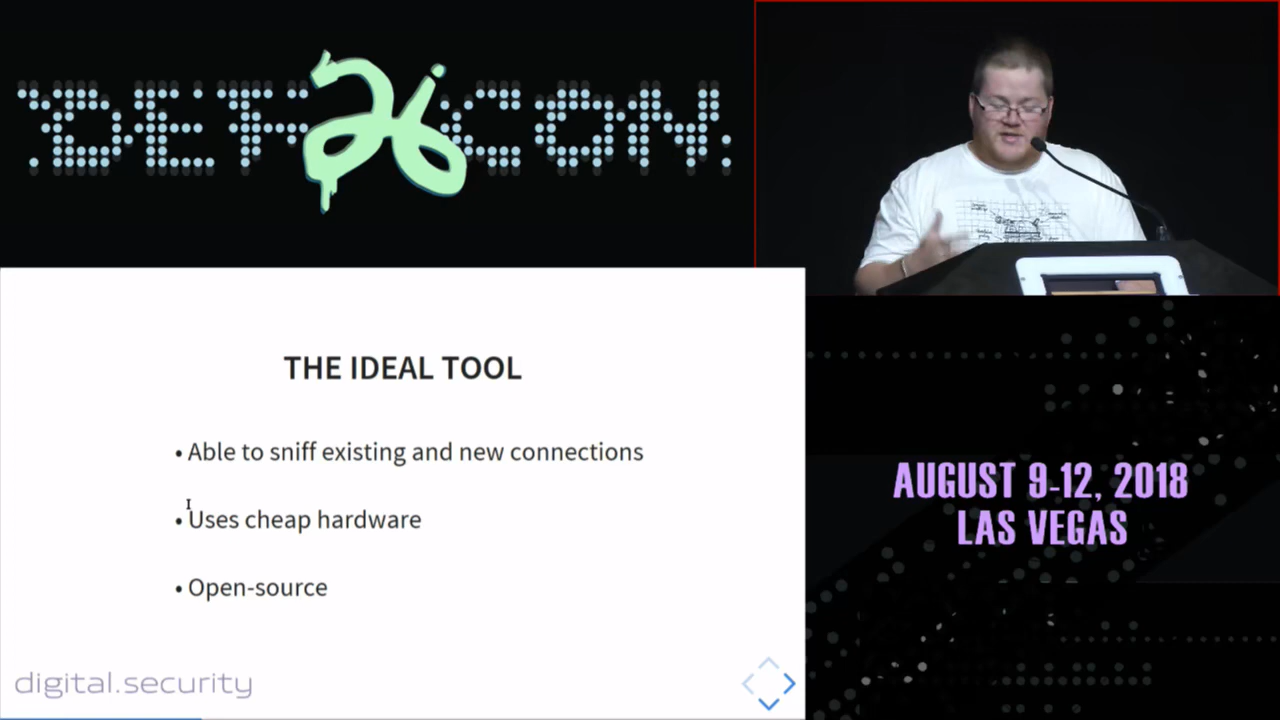 DEF CON
26
THE IDEAL TOOL
• Able to sniff existing and new connections
• Uses cheap hardware
• Open-source
digital.security
AUGUST 9-12, 2018
LAS VEGAS